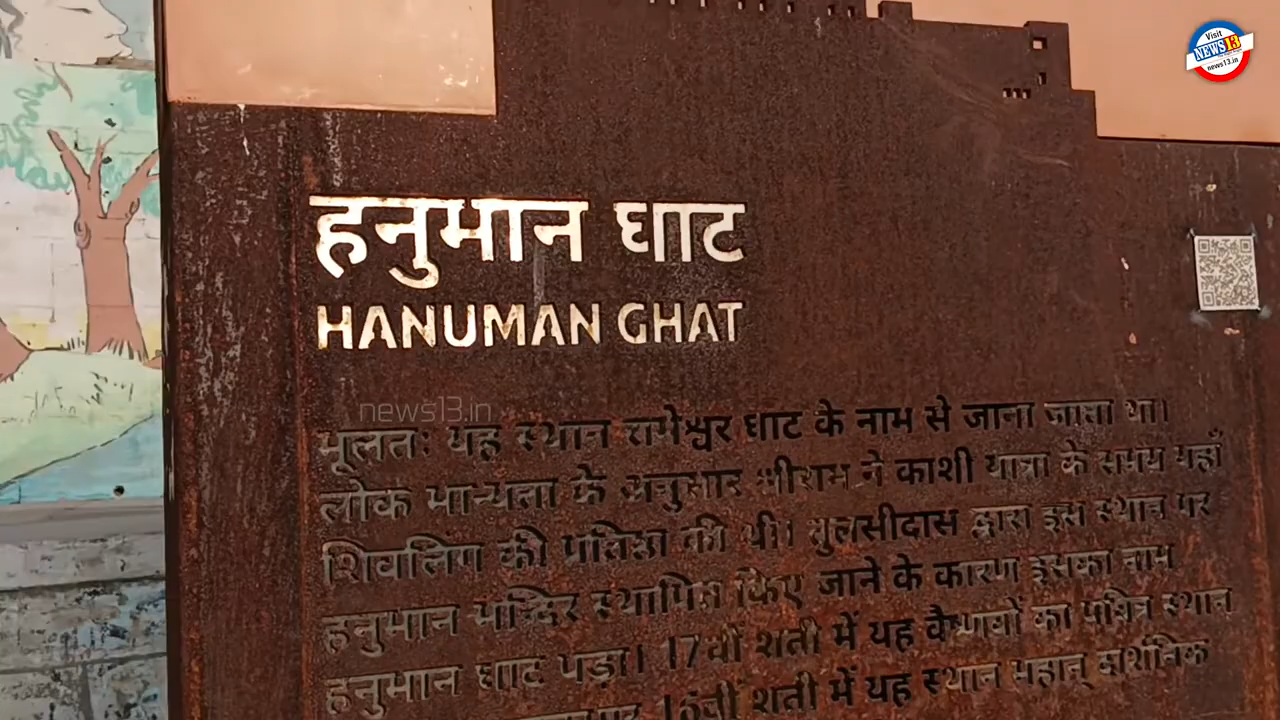 Visit
NEWS13
news13.in
हनुमान घाट
HANUMAN GHAT
news13.in
मूलतः यह स्थान रामेश्वर घाट के नाम से जाना जाता था।
लोक मान्यता के अनुसार श्रीराम ने काशी यात्रा के समय यहाँ
शिवलिंग की प्रतिष्ठा की थी। तुलसीदास द्वारा इस स्थान पर
हनुमान मन्दिर स्थापित किए जाने के कारण इसका नाम
हनुमान घाट पड़ा। 17वीं शती में यह वैष्णवों का पवित्र स्थान
16वीं शती में यह स्थान महान् दार्शनिक